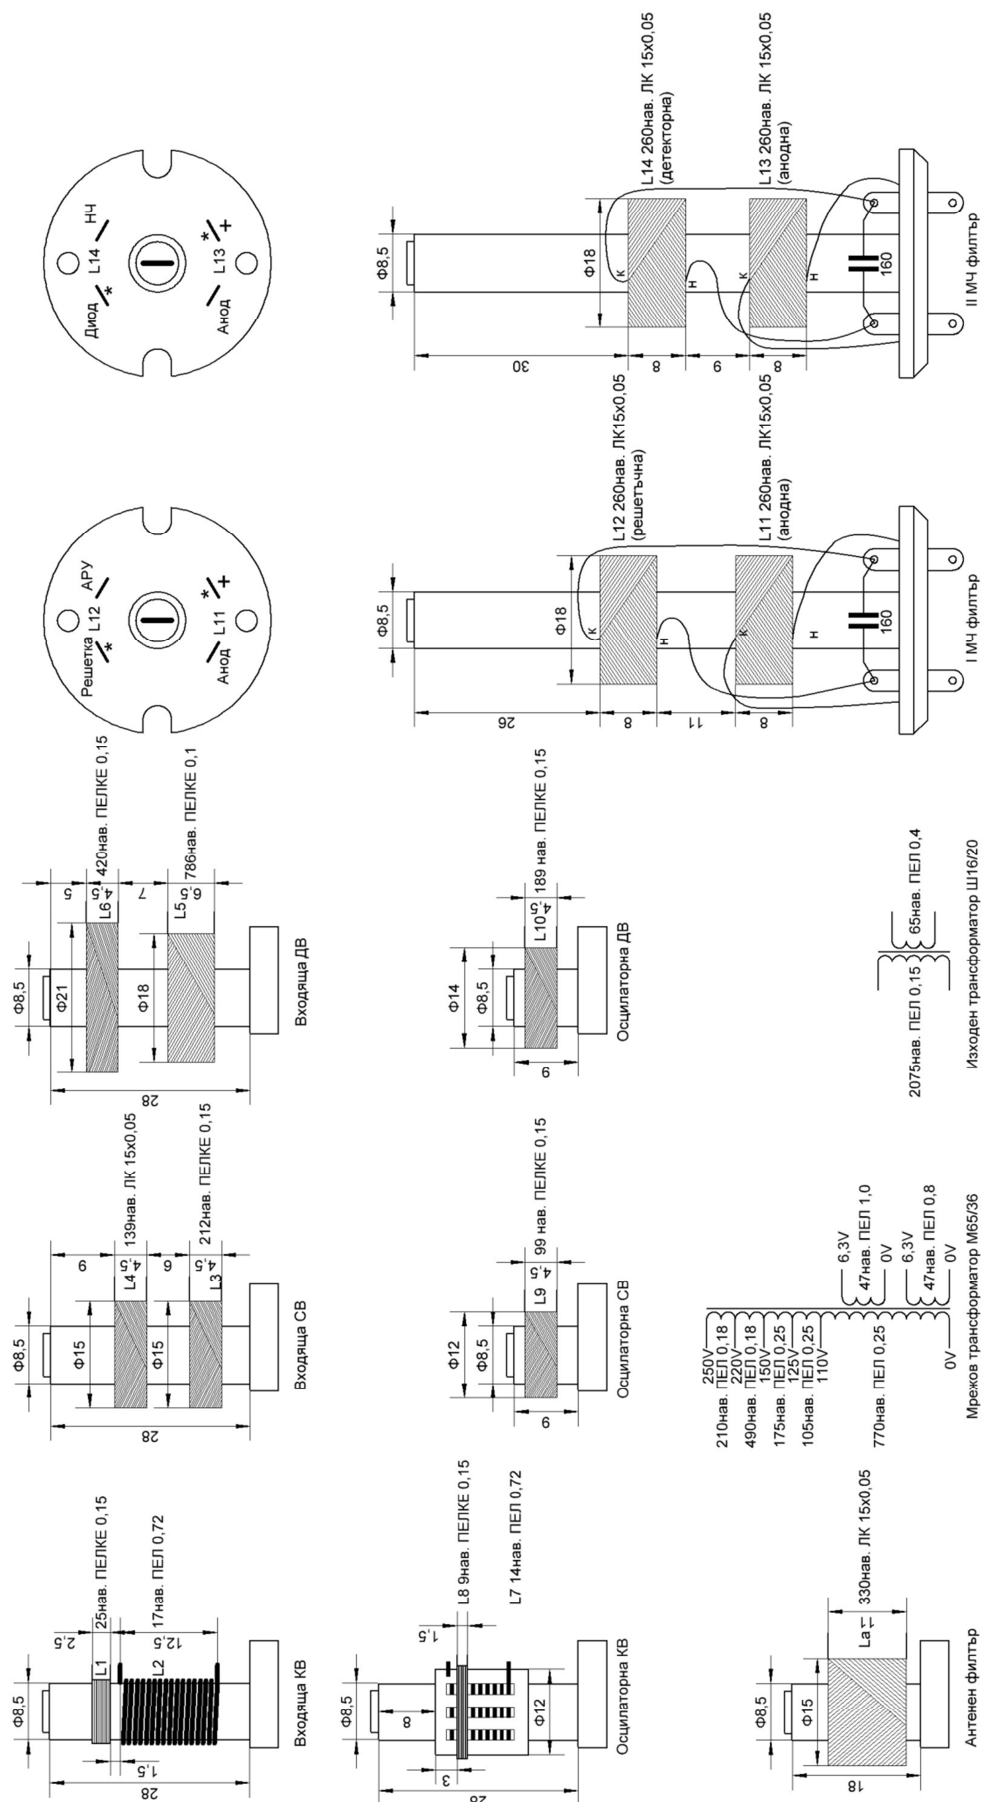 Диод
L14
НЧ
*
Анод
L13
*
+
Решетка
L12
АРУ
*
Анод
L11
*
+
Ф8,5
Ф18
30
8
9
8
к
н
к
н
160
L14 260нав. ЛК 15x0,05
(детекторна)
L13 260нав. ЛК 15x0,05
(анодна)
II МЧ филтър
Ф8,5
Ф18
26
8
11
8
к
н
к
н
160
L12 260нав. ЛК15x0,05
(решетъчна)
L11 260нав. ЛК15x0,05
(анодна)
I МЧ филтър
Ф8,5
Ф21
Ф18
28
5
4,5
7
6,5
L6
L5
420нав. ПЕЛКЕ 0,15
786нав. ПЕЛКЕ 0,1
Входяща ДВ
Ф14
Ф8,5
9
L10
4,5
189 нав. ПЕЛКЕ 0,15
Осцилаторна ДВ
2075нав. ПЕЛ 0,15
65нав. ПЕЛ 0,4
Изходен трансформатор Ш16/20
Ф8,5
Ф15
Ф15
28
9
4,5
6
4,5
L4
L3
139нав. ЛК 15x0,05
212нав. ПЕЛКЕ 0,15
Входяща СВ
Ф12
Ф8,5
9
L9
4,5
99 нав. ПЕЛКЕ 0,15
Осцилаторна СВ
250V
210нав. ПЕЛ 0,18
220V
490нав. ПЕЛ 0,18
150V
175нав. ПЕЛ 0,25
125V
105нав. ПЕЛ 0,25
110V
770нав. ПЕЛ 0,25
0V
6,3V
47нав. ПЕЛ 1,0
0V
6,3V
47нав. ПЕЛ 0,8
0V
Мрежов трансформатор М65/36
Ф8,5
28
1,5
2,5
12,5
L1
L2
25нав. ПЕЛКЕ 0,15
17нав. ПЕЛ 0,72
Входяща КВ
Ф8,5
8
3
28
Ф12
1,5
L8 9нав. ПЕЛКЕ 0,15
L7 14нав. ПЕЛ 0,72
Осцилаторна КВ
Ф8,5
Ф15
18
La
11
330нав. ЛК 15x0,05
Антенен филтър